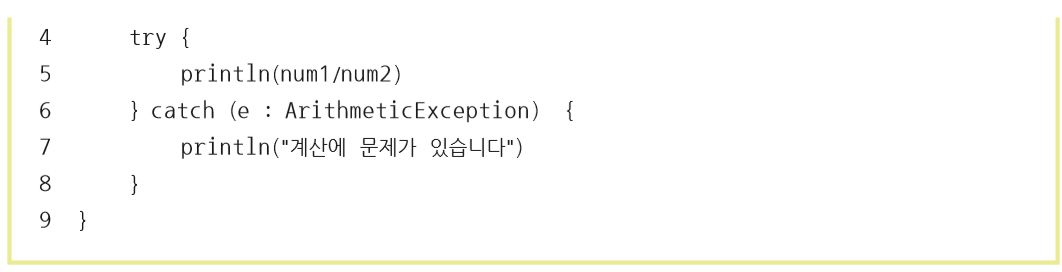 4 try {
5 println(num1/num2)
6 } catch (e : ArithmeticException) {
7 println("계산에 문제가 있습니다")
8 }
9 }